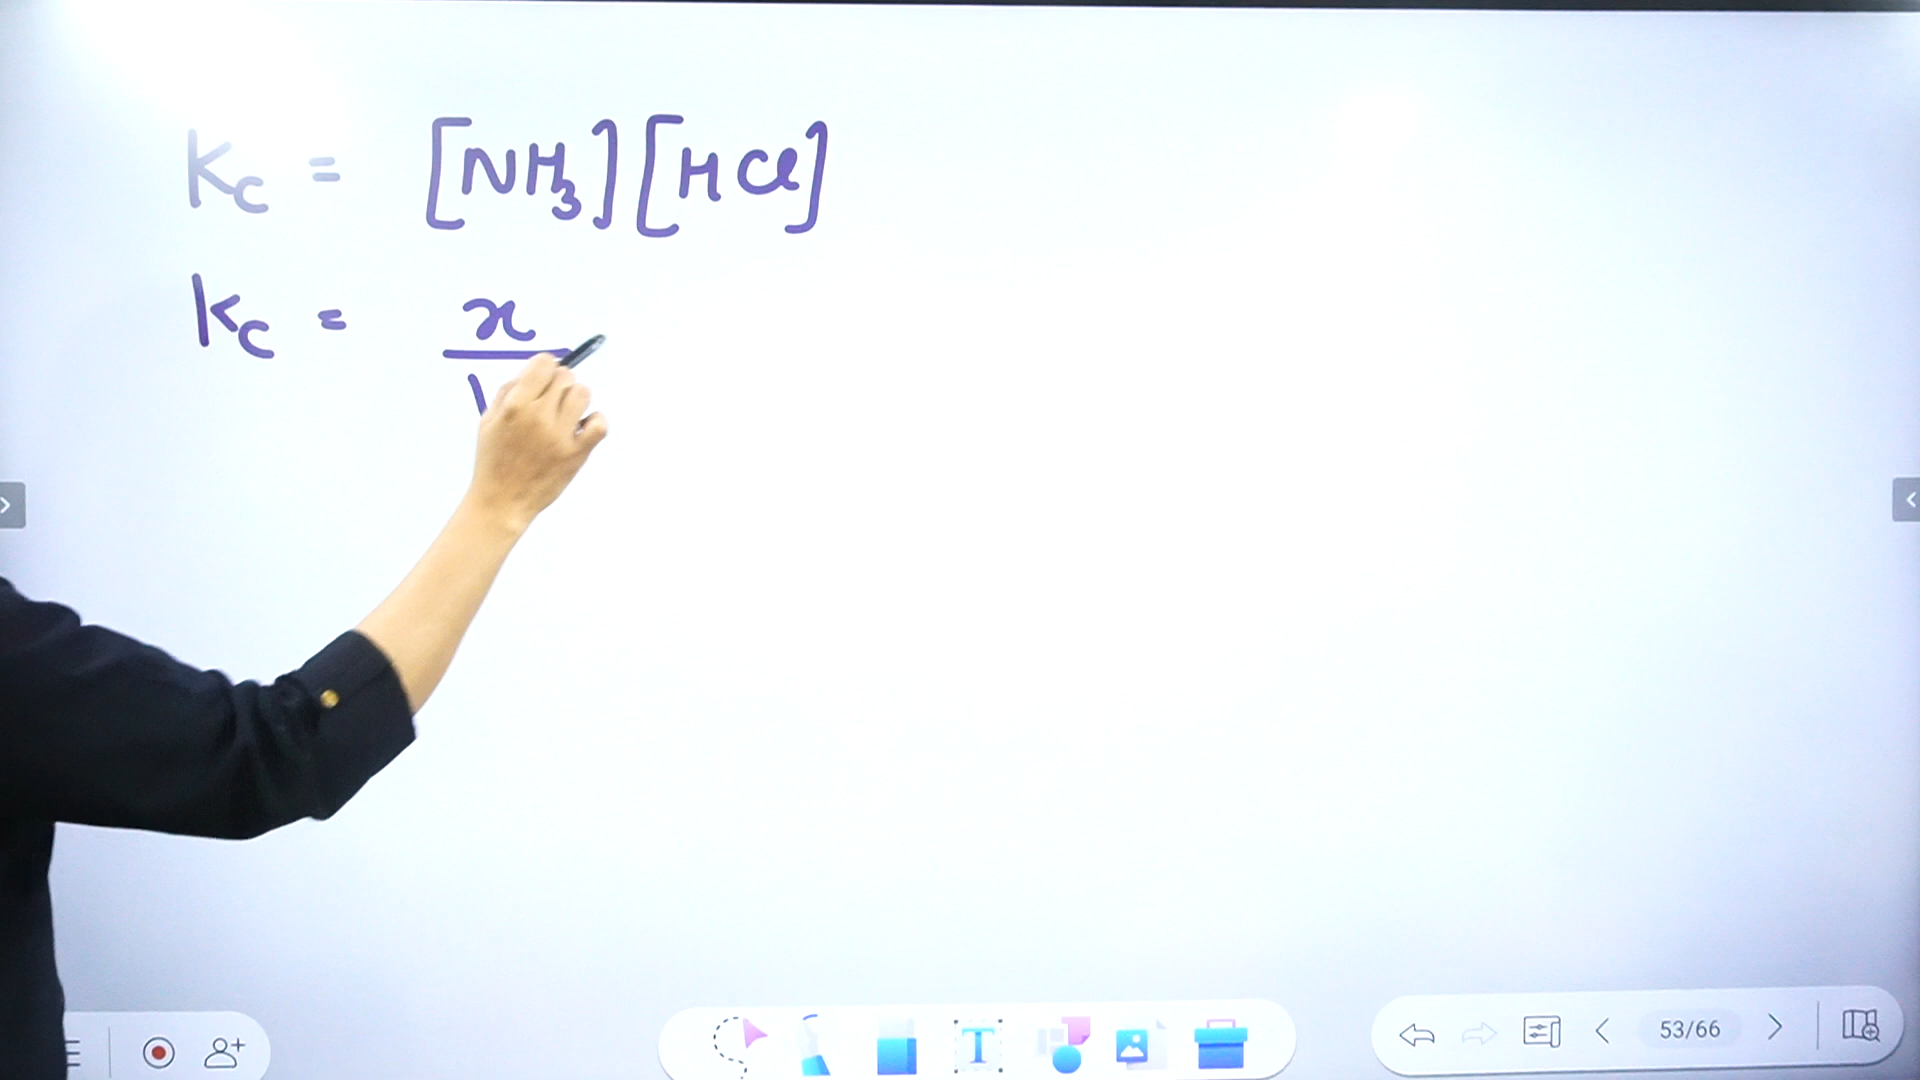 Kc = [NH₃][HCl]
Kc = x
53/66